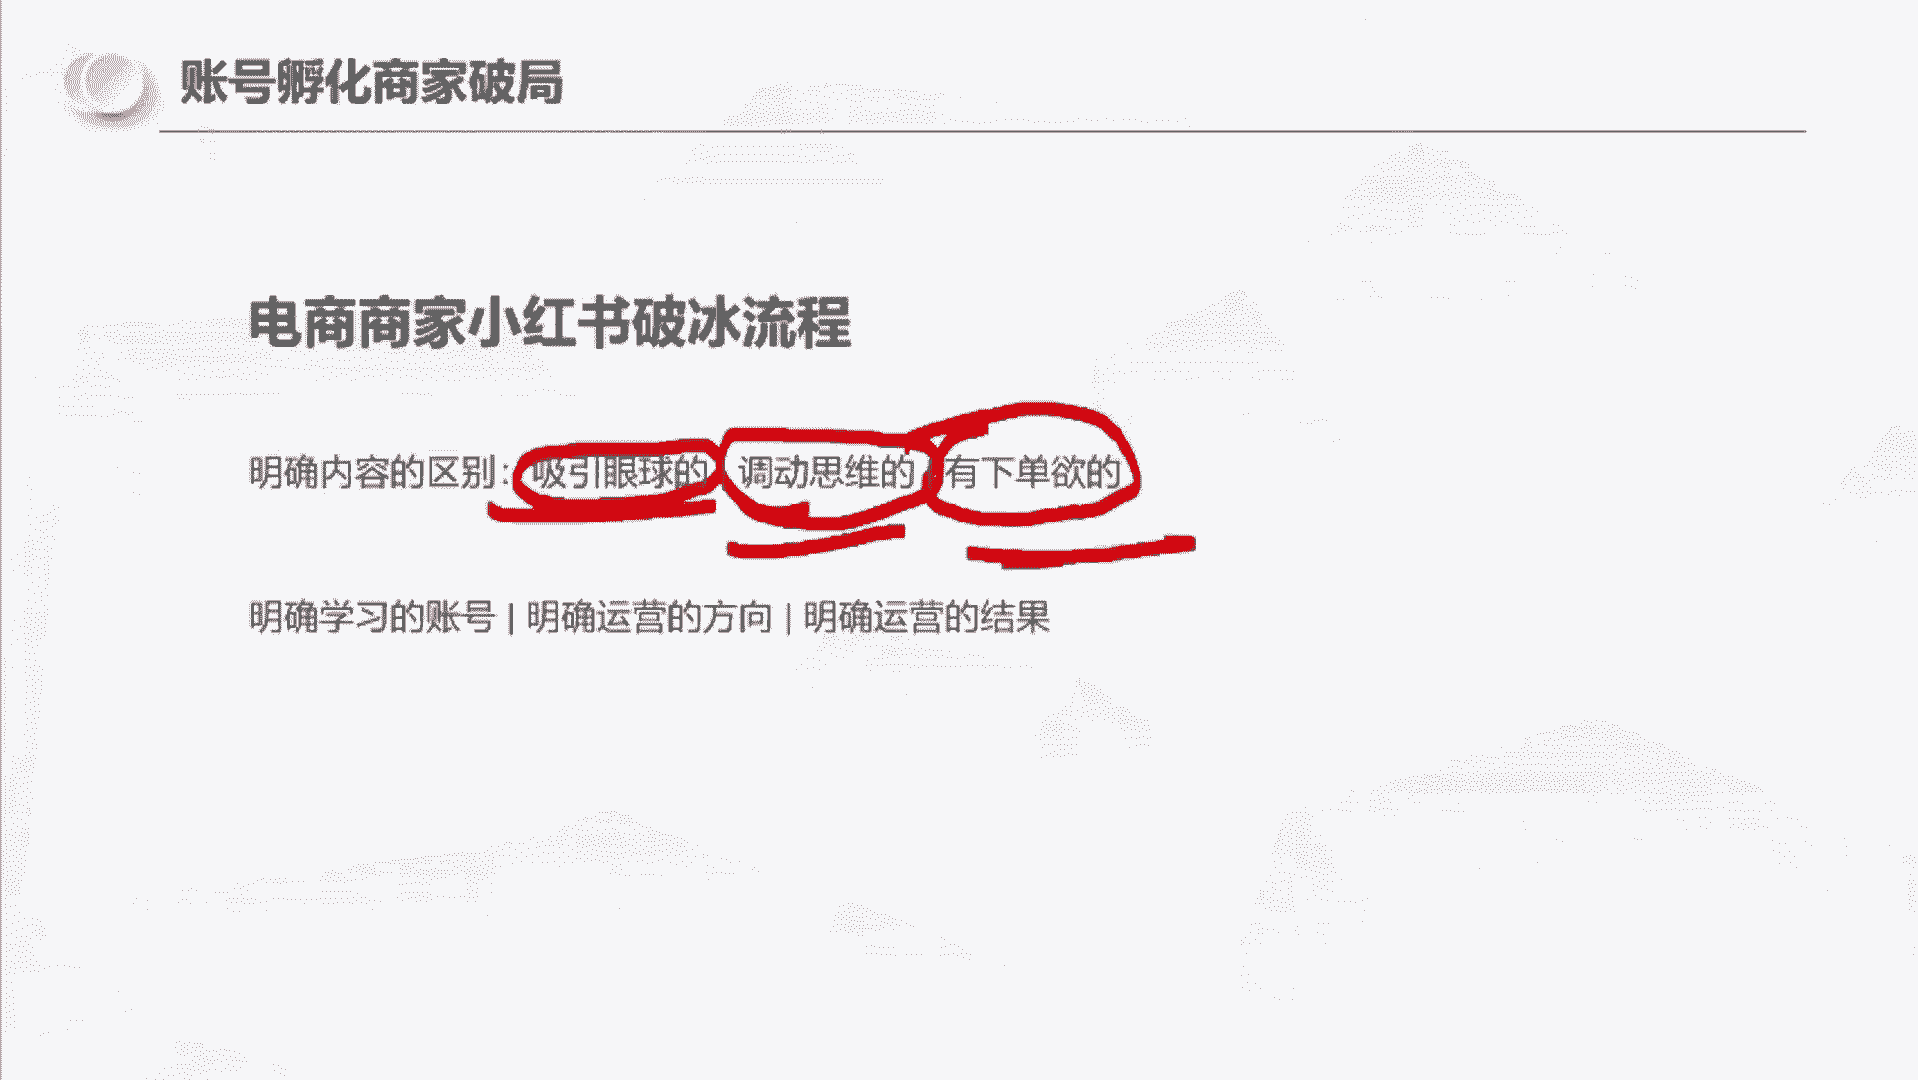 账号孵化商家破局
电商商家小红书破冰流程
明确内容的区别：吸引眼球的 调动思维的 有下单欲的
明确学习的账号 | 明确运营的方向 | 明确运营的结果